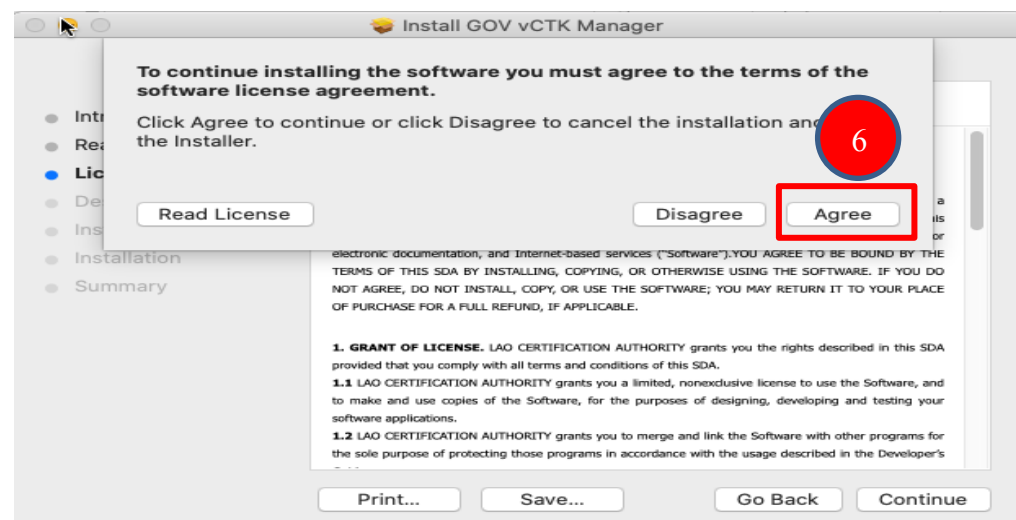 Install GOV vCTK Manager
To continue installing the software you must agree to the terms of the
software license agreement.
Click Agree to continue or click Disagree to cancel the installation and
the Installer.
6
Read License
Disagree
Agree
Intr
Rea
Lic
De
Ins
Installation
Summary
a
is
or
electronic documentation, and Internet-based services ("Software").YOU AGREE TO BE BOUND BY THE
TERMS OF THIS SDA BY INSTALLING, COPYING, OR OTHERWISE USING THE SOFTWARE. IF YOU DO
NOT AGREE, DO NOT INSTALL, COPY, OR USE THE SOFTWARE; YOU MAY RETURN IT TO YOUR PLACE
OF PURCHASE FOR A FULL REFUND, IF APPLICABLE.
1. GRANT OF LICENSE. LAO CERTIFICATION AUTHORITY grants you the rights described in this SDA
provided that you comply with all terms and conditions of this SDA.
1.1 LAO CERTIFICATION AUTHORITY grants you a limited, nonexclusive license to use the Software, and
to make and use copies of the Software, for the purposes of designing, developing and testing your
software applications.
1.2 LAO CERTIFICATION AUTHORITY grants you to merge and link the Software with other programs for
the sole purpose of protecting those programs in accordance with the usage described in the Developer's
Print...
Save...
Go Back
Continue